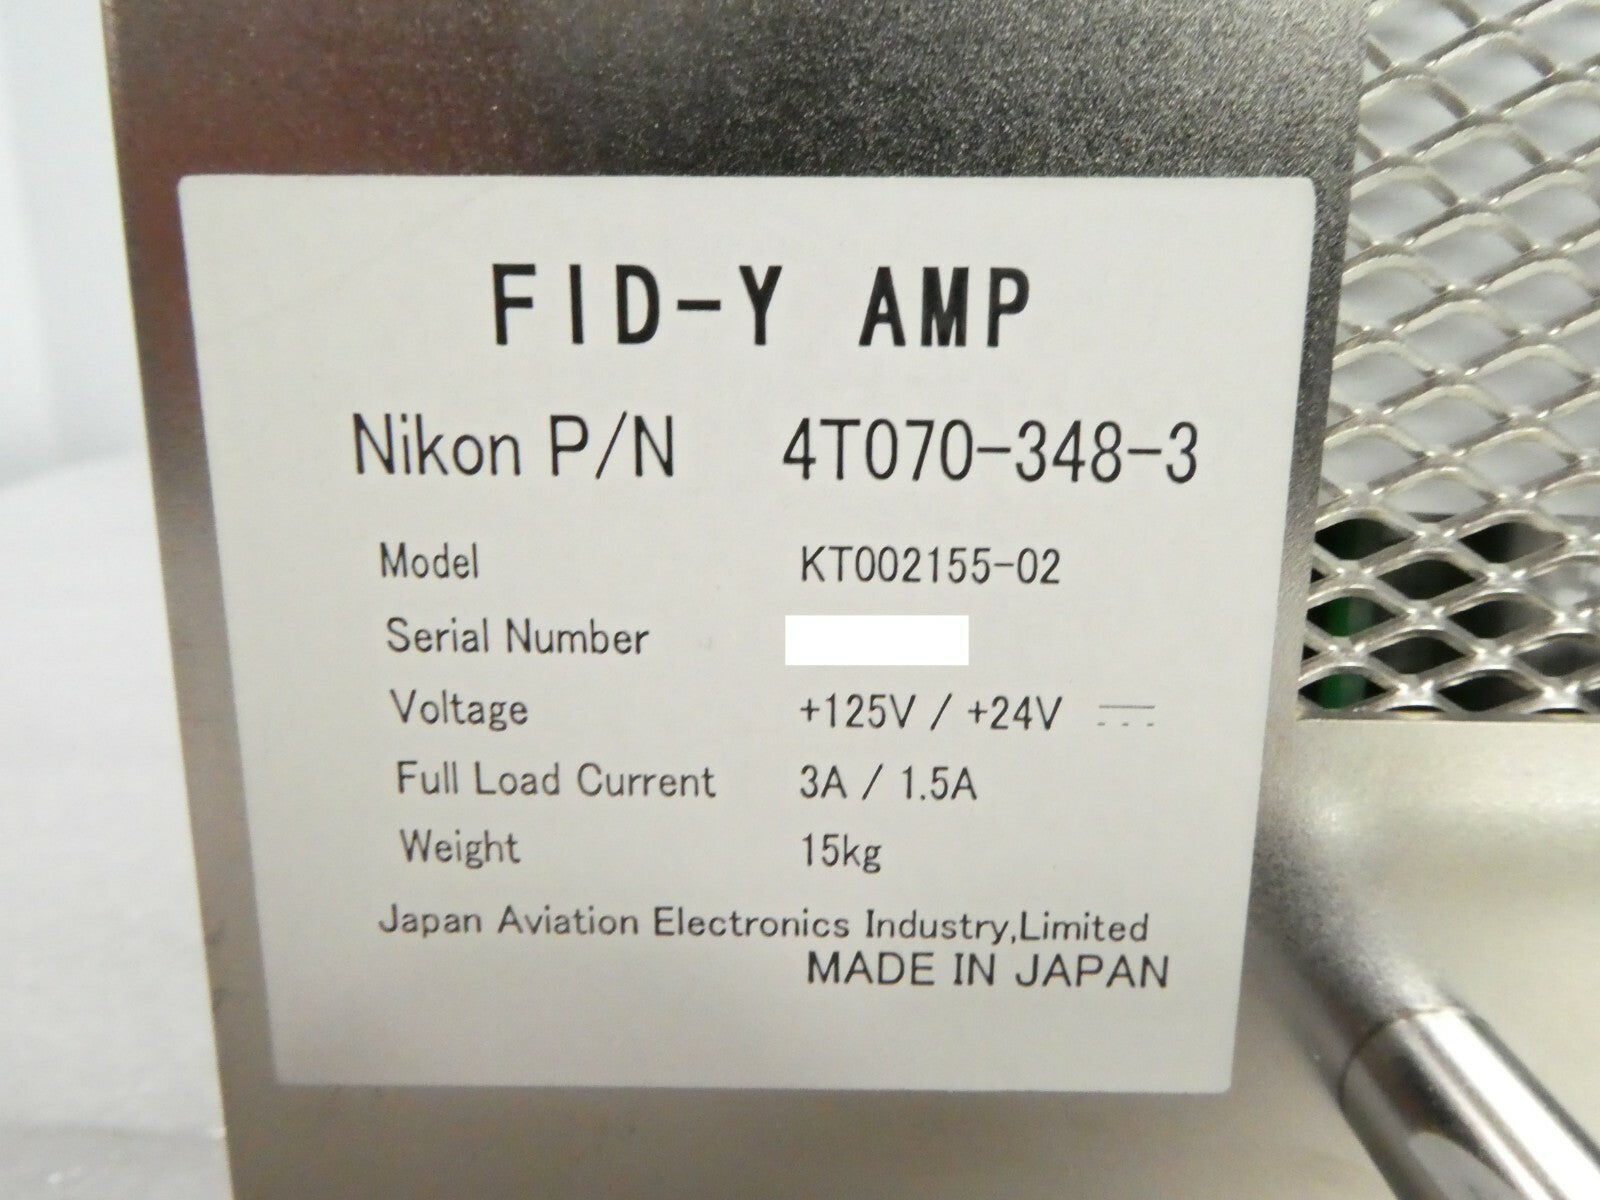 FID-Y AMP
Nikon P/N 4T070-348-3
Model KT002155-02
Serial Number
Voltage +125V / +24V ⎓
Full Load Current 3A / 1.5A
Weight 15kg
Japan Aviation Electronics Industry,Limited
MADE IN JAPAN